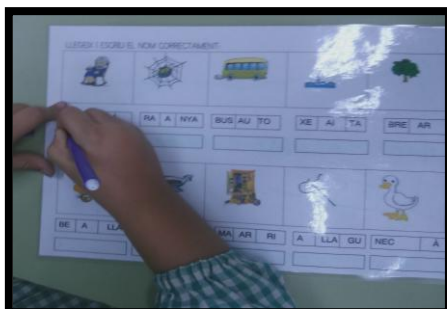 LLEGEIX I ESCRIU EL NOM CORRECTAMENT.
RA A NYA BUS AU TO XE AI TA BRE AR
BE A LLA MA AR RI A LLA GU NEC À